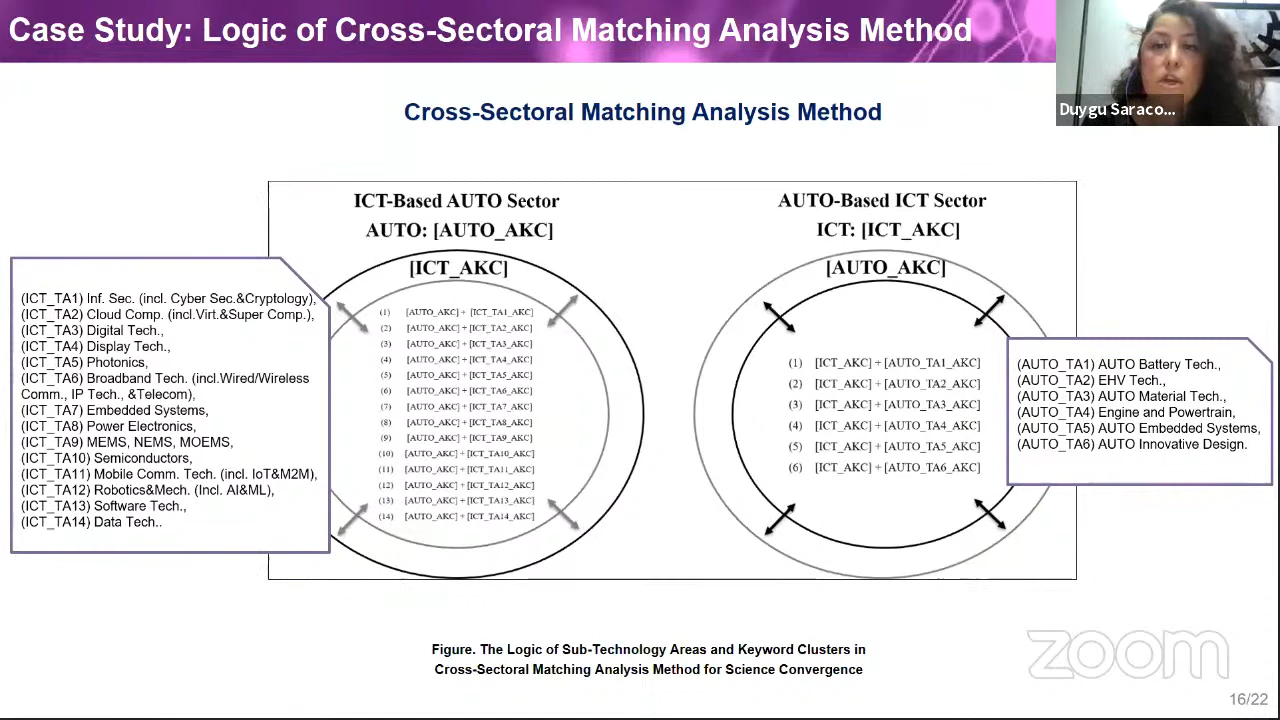 Case Study: Logic of Cross-Sectoral Matching Analysis Method
Duygu Saraco...
Cross-Sectoral Matching Analysis Method
ICT-Based AUTO Sector
AUTO: [AUTO_AKC]
[ICT_AKC]
(1) [AUTO_AKC] + [ICT_TA1_AKC]
(2) [AUTO_AKC] + [ICT_TA2_AKC]
(3) [AUTO_AKC] + [ICT_TA3_AKC]
(4) [AUTO_AKC] + [ICT_TA4_AKC]
(5) [AUTO_AKC] + [ICT_TA5_AKC]
(6) [AUTO_AKC] + [ICT_TA6_AKC]
(7) [AUTO_AKC] + [ICT_TA7_AKC]
(8) [AUTO_AKC] + [ICT_TA8_AKC]
(9) [AUTO_AKC] + [ICT_TA9_AKC]
(10) [AUTO_AKC] + [ICT_TA10_AKC]
(11) [AUTO_AKC] + [ICT_TA11_AKC]
(12) [AUTO_AKC] + [ICT_TA12_AKC]
(13) [AUTO_AKC] + [ICT_TA13_AKC]
(14) [AUTO_AKC] + [ICT_TA14_AKC]
(ICT_TA1) Inf. Sec. (incl. Cyber Sec.&Cryptology),
(ICT_TA2) Cloud Comp. (incl.Virt.&Super Comp.),
(ICT_TA3) Digital Tech.,
(ICT_TA4) Display Tech.,
(ICT_TA5) Photonics,
(ICT_TA6) Broadband Tech. (incl.Wired/Wireless
Comm., IP Tech., &Telecom),
(ICT_TA7) Embedded Systems,
(ICT_TA8) Power Electronics,
(ICT_TA9) MEMS, NEMS, MOEMS,
(ICT_TA10) Semiconductors,
(ICT_TA11) Mobile Comm. Tech. (incl. IoT&M2M),
(ICT_TA12) Robotics&Mech. (Incl. AI&ML),
(ICT_TA13) Software Tech.,
(ICT_TA14) Data Tech..
AUTO-Based ICT Sector
ICT: [ICT_AKC]
[AUTO_AKC]
(1) [ICT_AKC] + [AUTO_TA1_AKC]
(2) [ICT_AKC] + [AUTO_TA2_AKC]
(3) [ICT_AKC] + [AUTO_TA3_AKC]
(4) [ICT_AKC] + [AUTO_TA4_AKC]
(5) [ICT_AKC] + [AUTO_TA5_AKC]
(6) [ICT_AKC] + [AUTO_TA6_AKC]
(AUTO_TA1) AUTO Battery Tech.,
(AUTO_TA2) EHV Tech.,
(AUTO_TA3) AUTO Material Tech.,
(AUTO_TA4) Engine and Powertrain,
(AUTO_TA5) AUTO Embedded Systems,
(AUTO_TA6) AUTO Innovative Design.
Figure. The Logic of Sub-Technology Areas and Keyword Clusters in
Cross-Sectoral Matching Analysis Method for Science Convergence
zoom
16/22